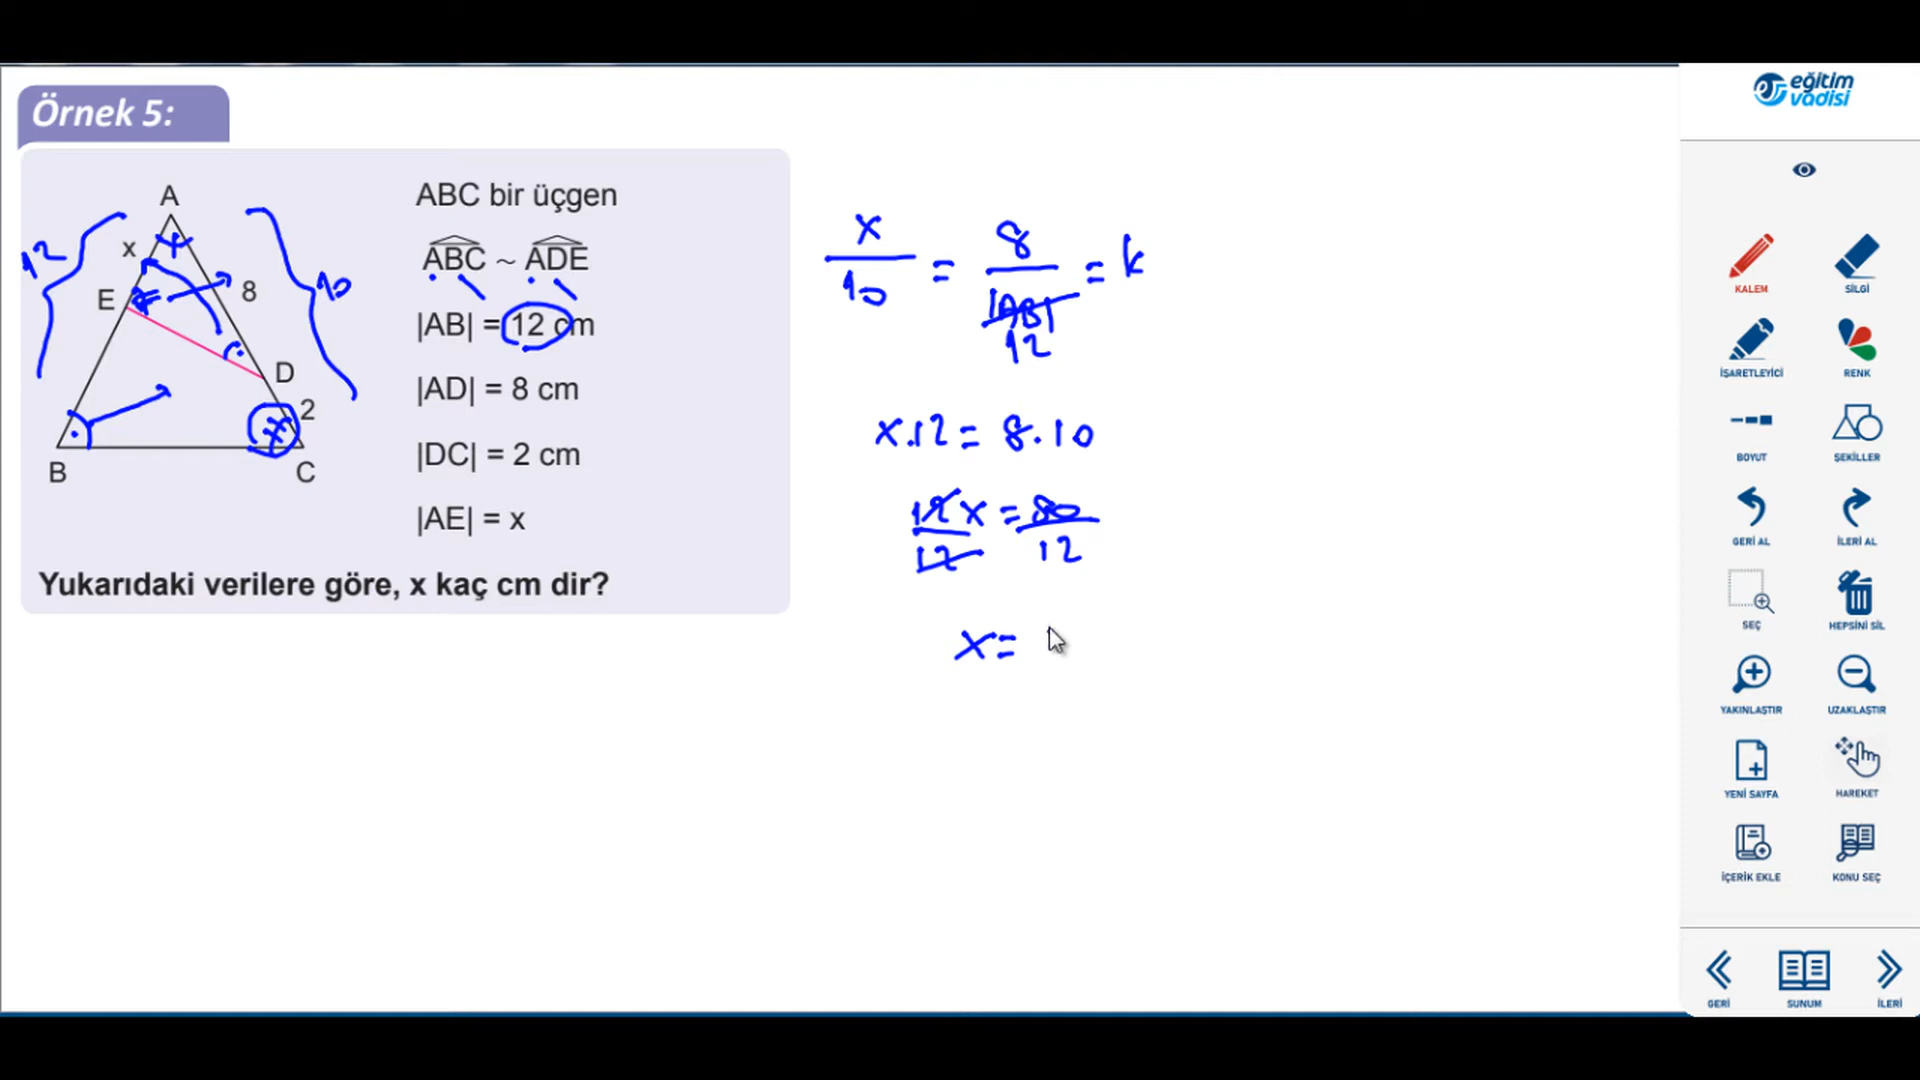 Örnek 5:
ABC bir üçgen
ABC ~ ADE
|AB| = 12 cm
|AD| = 8 cm
|DC| = 2 cm
|AE| = x
Yukarıdaki verilere göre, x kaç cm dir?
A
x
12
10
E
8
D
2
B
C
x/10 = 8/|AB| = k
12
x.12 = 8.10
12x/12 = 80/12
x =
eğitim
vadisi
KALEM
SİLGİ
İŞARETLEYİCİ
RENK
BOYUT
ŞEKİLLER
GERİ AL
İLERİ AL
SEÇ
HEPSİNİ SİL
YAKINLAŞTIR
UZAKLAŞTIR
YENİ SAYFA
HAREKET
İÇERİK EKLE
KONU SEÇ
GERİ
SUNUM
İLERİ